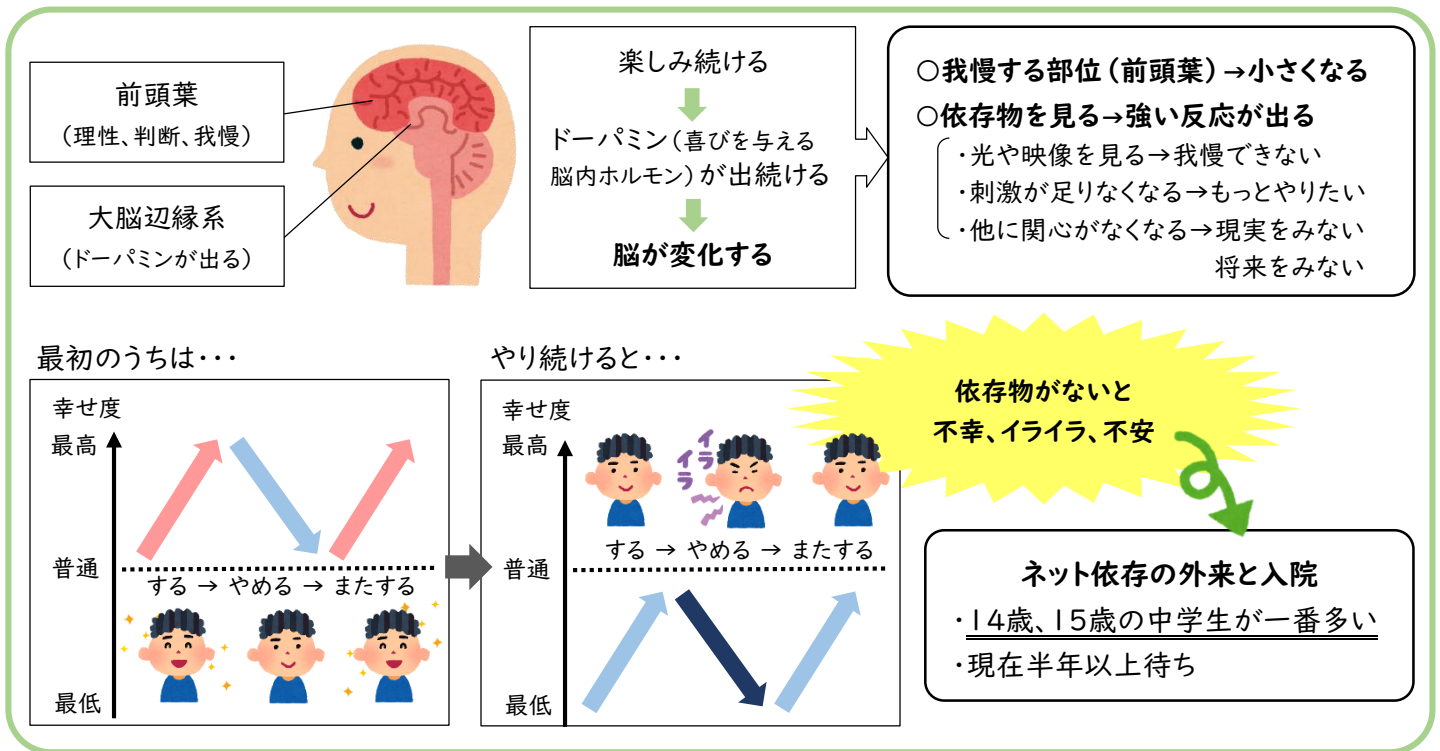 前頭葉
（理性、判断、我慢）
大脳辺縁系
（ドーパミンが出る）
楽しみ続ける
ドーパミン（喜びを与える
脳内ホルモン）が出続ける
脳が変化する
○我慢する部位（前頭葉）→小さくなる
○依存物を見る→強い反応が出る
・光や映像を見る→我慢できない
・刺激が足りなくなる→もっとやりたい
・他に関心がなくなる→現実をみない
将来をみない
最初のうちは・・・
幸せ度
最高
普通
する → やめる → またする
最低
やり続けると・・・
幸せ度
最高
イライラ
する → やめる → またする
普通
最低
依存物がないと
不幸、イライラ、不安
ネット依存の外来と入院
・14歳、15歳の中学生が一番多い
・現在半年以上待ち